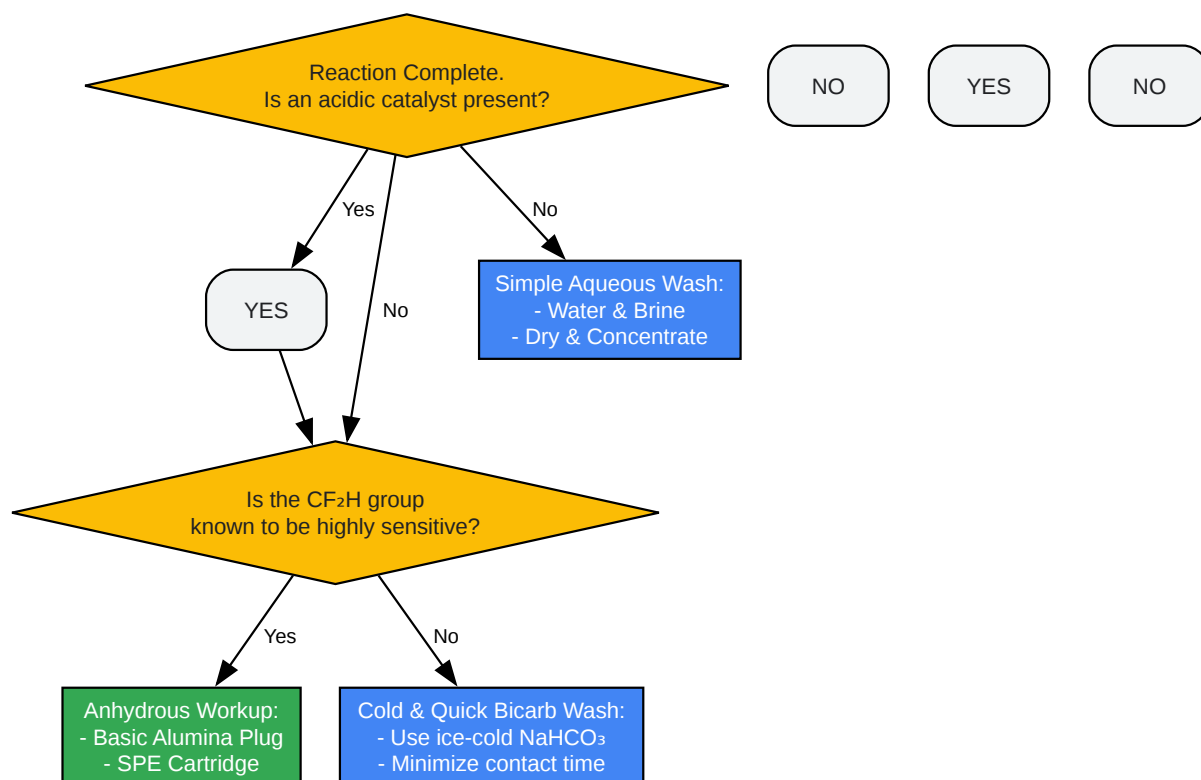 Reaction Complete.
Is an acidic catalyst present?
NO
YES
NO
Yes
No
No
YES
Simple Aqueous Wash:
- Water & Brine
- Dry & Concentrate
Is the CF₂H group
known to be highly sensitive?
Yes
No
Anhydrous Workup:
- Basic Alumina Plug
- SPE Cartridge
Cold & Quick Bicarb Wash:
- Use ice-cold NaHCO₃
- Minimize contact time